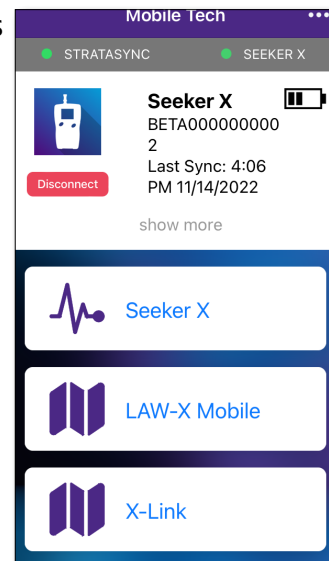 s
Mobile Tech
STRATASYNC
SEEKER X
Seeker X
BETA000000000
2
Last Sync: 4:06
PM 11/14/2022
Disconnect
show more
Seeker X
LAW-X Mobile
X-Link